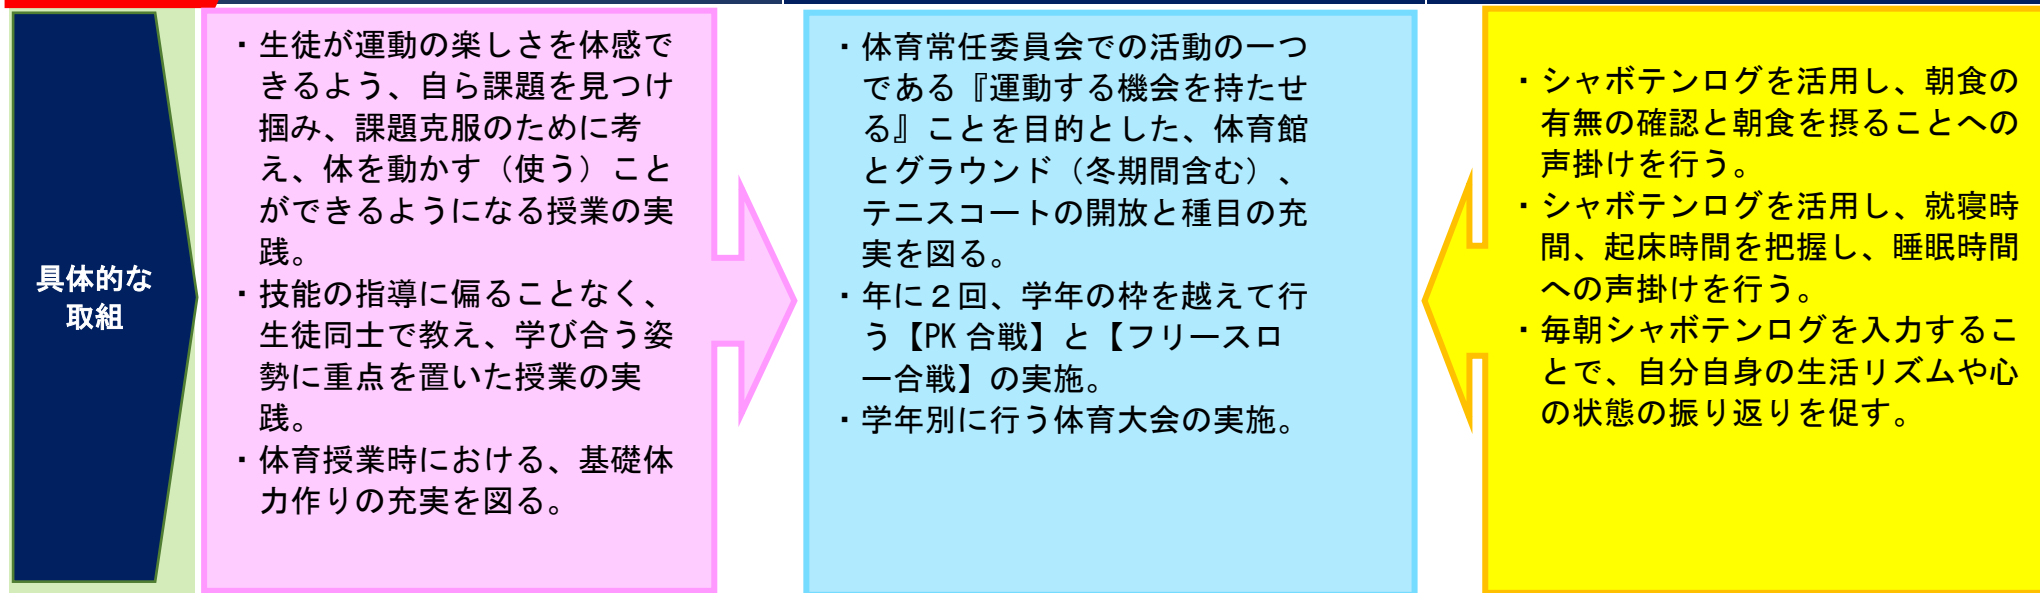 具体的な
取組
・生徒が運動の楽しさを体感で
きるよう、自ら課題を見つけ
掴み、課題克服のために考
え、体を動かす（使う）こと
ができるようになる授業の実
践。
・技能の指導に偏ることなく、
生徒同士で教え、学び合う姿
勢に重点を置いた授業の実
践。
・体育授業時における、基礎体
力作りの充実を図る。
・体育常任委員会での活動の一つ
である『運動する機会を持たせ
る』ことを目的とした、体育館
とグラウンド（冬期間含む）、
テニスコートの開放と種目の充
実を図る。
・年に２回、学年の枠を越えて行
う【PK 合戦】と【フリースロ
ー合戦】の実施。
・学年別に行う体育大会の実施。
・シャボテンログを活用し、朝食の
有無の確認と朝食を摂ることへの
声掛けを行う。
・シャボテンログを活用し、就寝時
間、起床時間を把握し、睡眠時間
への声掛けを行う。
・毎朝シャボテンログを入力するこ
とで、自分自身の生活リズムや心
の状態の振り返りを促す。